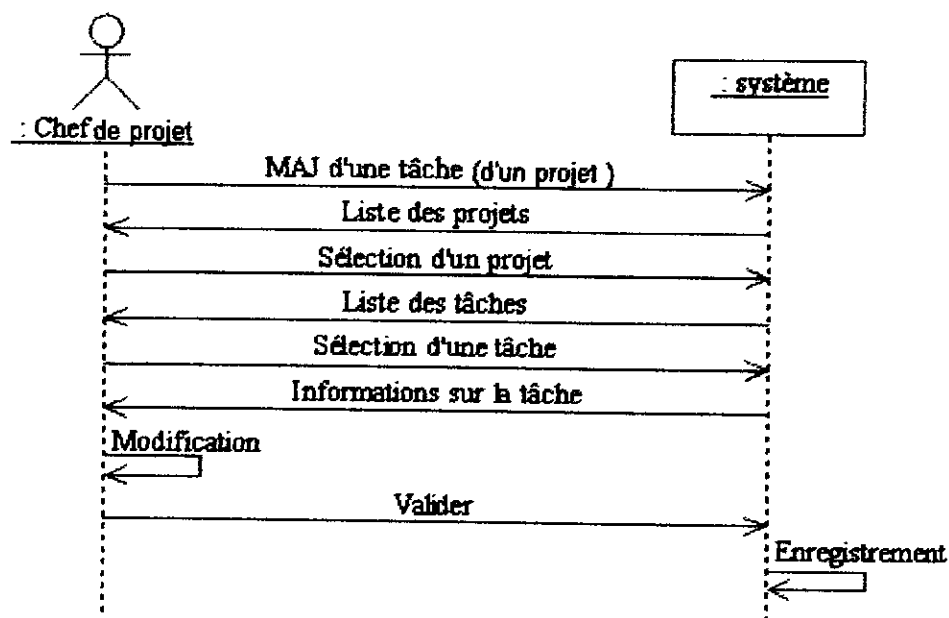 : système
: Chef de projet
MAJ d'une tâche (d'un projet )
Liste des projets
Sélection d'un projet
Liste des tâches
Sélection d'une tâche
Informations sur la tâche
Modification
Valider
Enregistrement